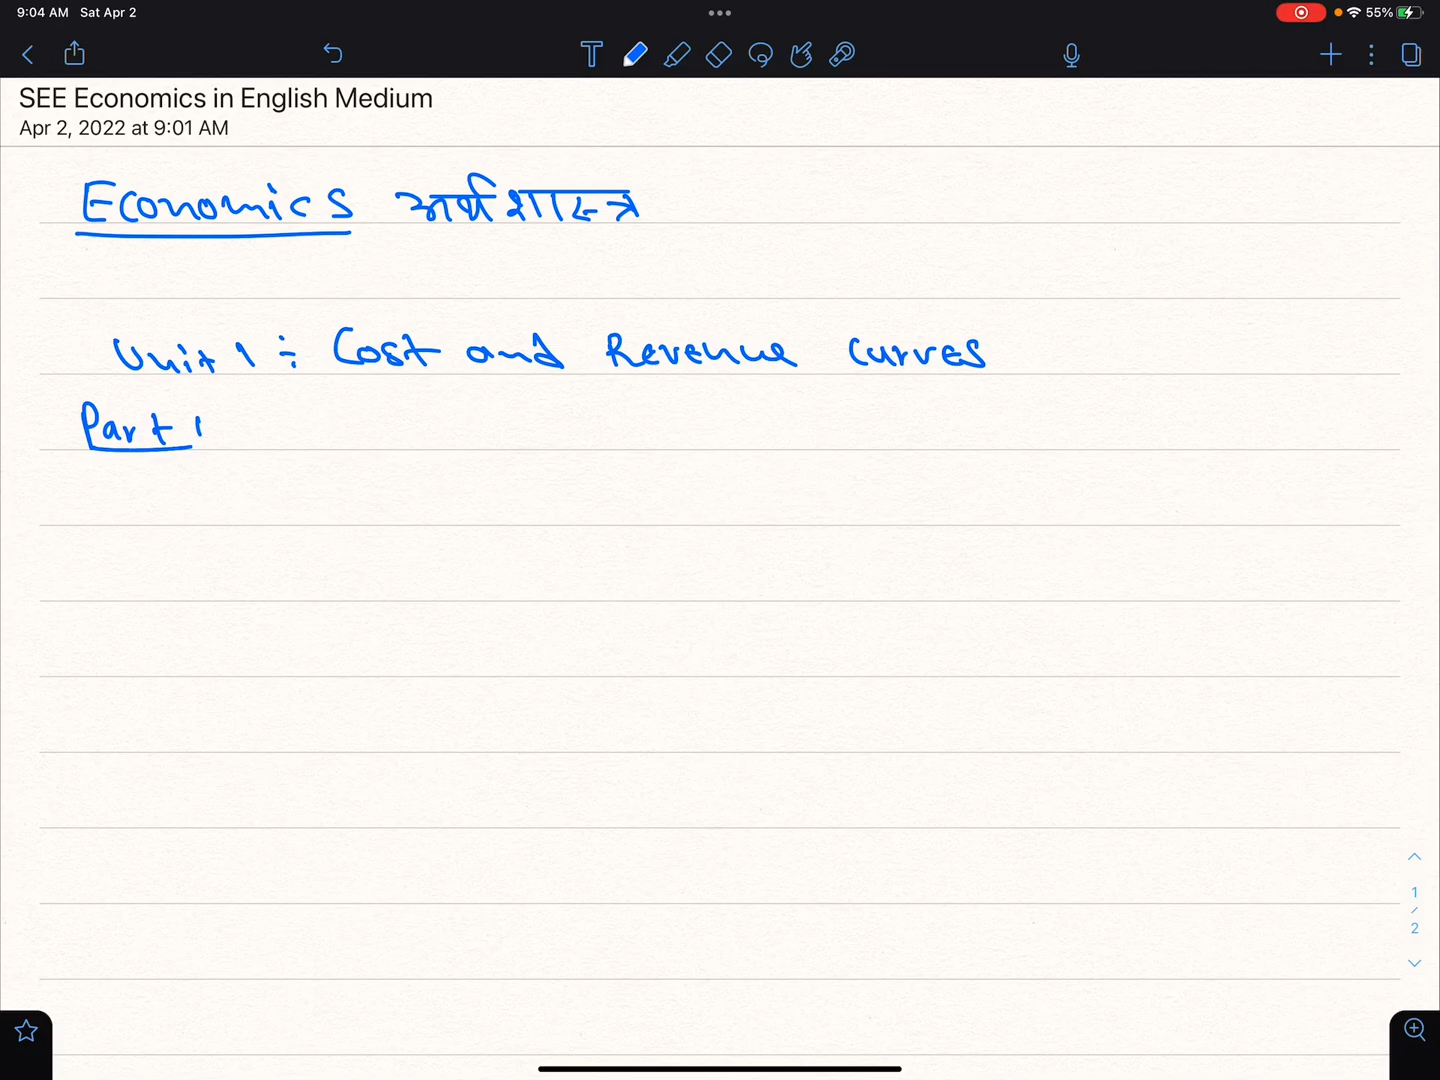 9:04 AM Sat Apr 2
55%
SEE Economics in English Medium
Apr 2, 2022 at 9:01 AM
Economics अर्थशास्त्र
Unit 1 ÷ Cost and Revenue curves
Part 1
1
/
2